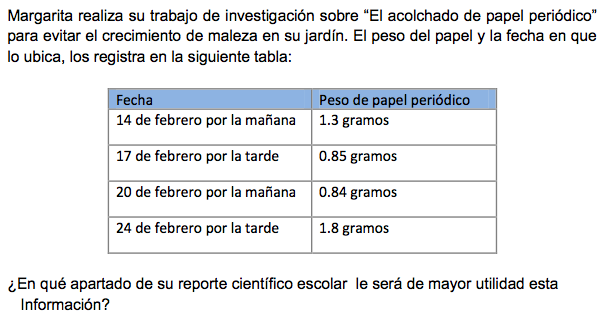 Margarita realiza su trabajo de investigación sobre “El acolchado de papel periódico”
para evitar el crecimiento de maleza en su jardín. El peso del papel y la fecha en que
lo ubica, los registra en la siguiente tabla:
Fecha Peso de papel periódico
14 de febrero por la mañana 1.3 gramos
17 de febrero por la tarde 0.85 gramos
20 de febrero por la mañana 0.84 gramos
24 de febrero por la tarde 1.8 gramos
¿En qué apartado de su reporte científico escolar le será de mayor utilidad esta
Información?